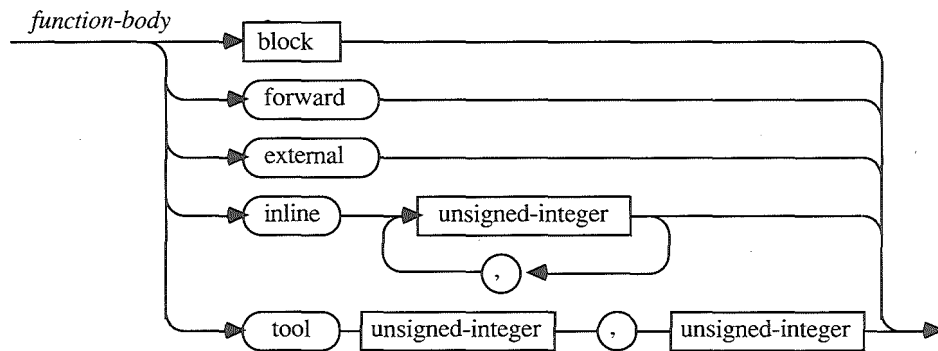 function-body
block
forward
external
inline unsigned-integer
,
tool unsigned-integer , unsigned-integer